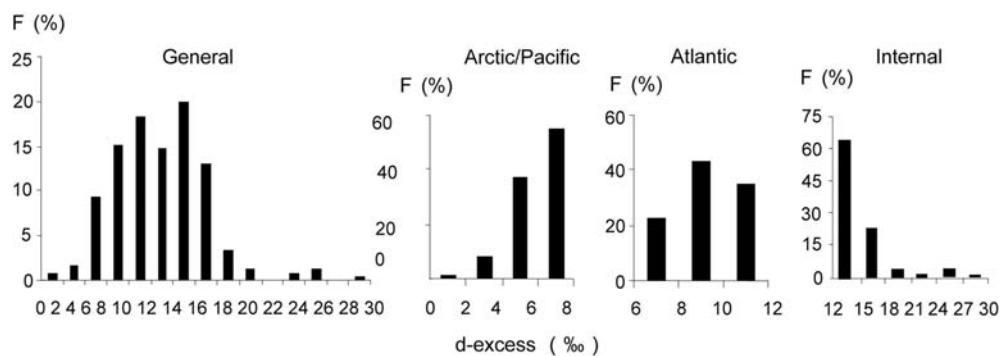 F (%)
General
25
20
15
10
5
0
0 2 4 6 8 10 12 14 16 18 20 22 24 26 28 30
Arctic/Pacific
F (%)
60
20
0
0 2 4 6 8
Atlantic
F (%)
60
40
20
0
6 8 10 12
Internal
F (%)
75
60
45
30
15
0
12 15 18 21 24 27 30
d-excess ( ‰ )